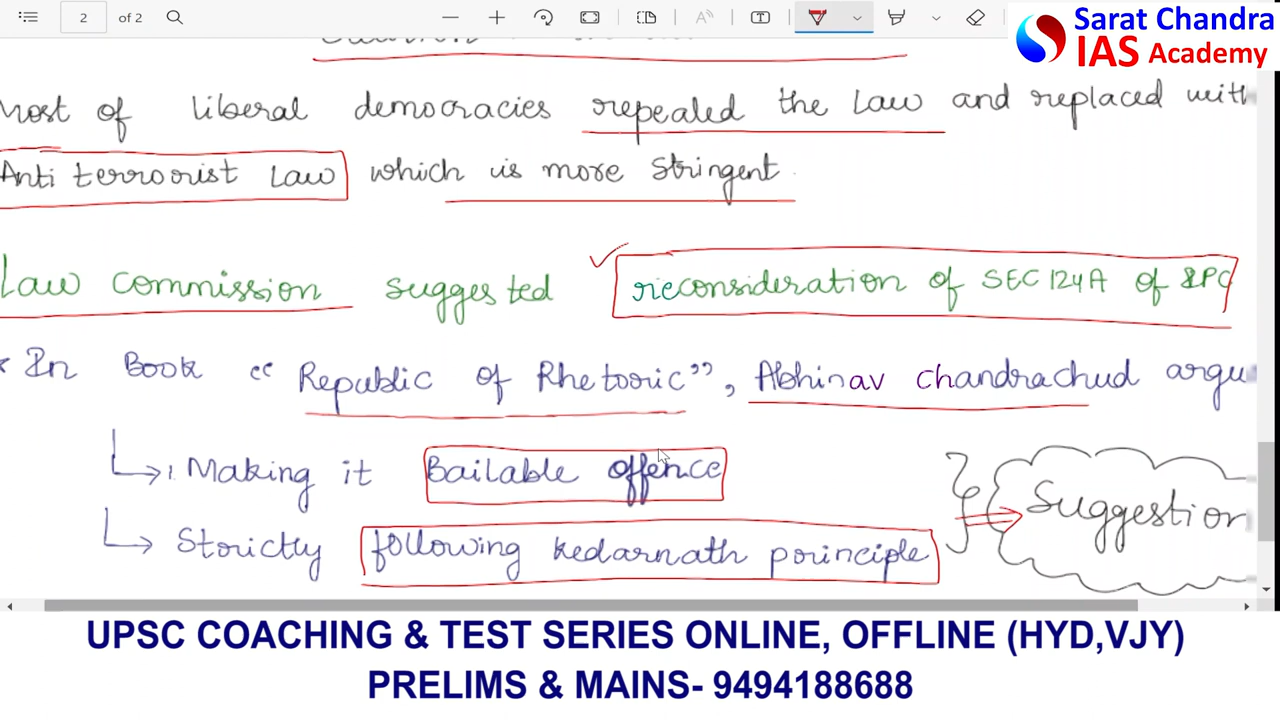 2 of 2
Sarat Chandra
IAS Academy
Most of liberal democracies repealed the Law and replaced with
Anti terrorist Law which is more Stringent
Law commission suggested reconsideration of SEC 124A of IPC
In Book "Republic of Rhetoric", Abhinav chandrachud argu
Making it Bailable offence
Strictly following kedarnath principle
Suggestion
UPSC COACHING & TEST SERIES ONLINE, OFFLINE (HYD,VJY)
PRELIMS & MAINS- 9494188688